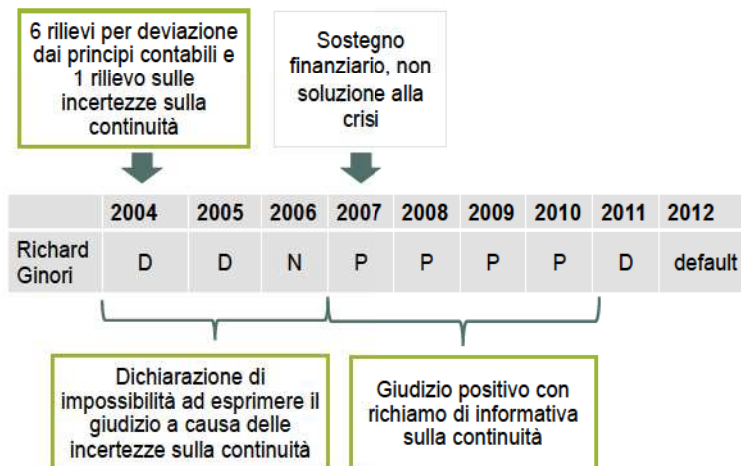 6 rilievi per deviazione
dai principi contabili e
1 rilievo sulle
incertezze sulla
continuità
Sostegno
finanziario, non
soluzione alla
crisi
2004 2005 2006 2007 2008 2009 2010 2011 2012
Richard
Ginori
D D N P P P P D default
Dichiarazione di
impossibilità ad esprimere il
giudizio a causa delle
incertezze sulla continuità
Giudizio positivo con
richiamo di informativa
sulla continuità